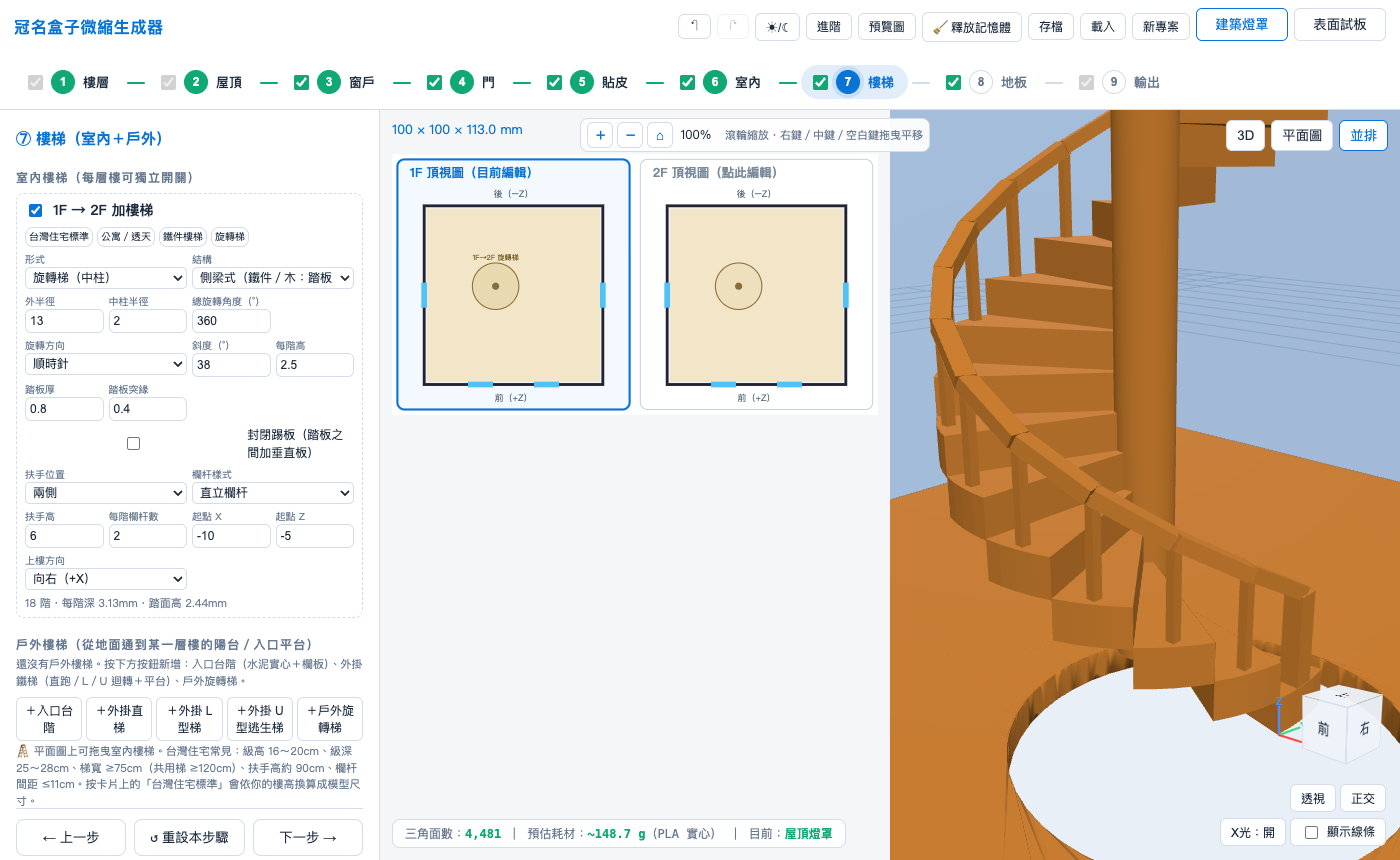 冠名盒子微縮生成器
↰ ↱ ☀/☾ 進階 預覽圖 🧹 釋放記憶體 存檔 載入 新專案 建築燈罩 表面試板
1 樓層 2 屋頂 3 窗戶 4 門 5 貼皮 6 室內 7 樓梯 8 地板 9 輸出
⑦ 樓梯（室內＋戶外）
室內樓梯（每層樓可獨立開關）
1F → 2F 加樓梯
台灣住宅標準 公寓 / 透天 鐵件樓梯 旋轉梯
形式 結構
旋轉梯（中柱） 側梁式（鐵件 / 木：踏板
外半徑 中柱半徑 總旋轉角度（°）
13 2 360
旋轉方向 斜度（°） 每階高
順時針 38 2.5
踏板厚 踏板突緣
0.8 0.4
封閉踢板（踏板之
間加垂直板）
扶手位置 欄杆樣式
兩側 直立欄杆
扶手高 每階欄杆數 起點 X 起點 Z
6 2 -10 -5
上樓方向
向右（+X）
18 階・每階深 3.13mm・踏面高 2.44mm
戶外樓梯（從地面通到某一層樓的陽台 / 入口平台）
還沒有戶外樓梯。按下方按鈕新增：入口台階（水泥實心＋欄板）、外掛
鐵梯（直跑 / L / U 迴轉＋平台）、戶外旋轉梯。
＋入口台
階
＋外掛直
梯
＋外掛 L
型梯
＋外掛 U
型逃生梯
＋戶外旋
轉梯
🪜 平面圖上可拖曳室內樓梯。台灣住宅常見：級高 16～20cm、級深
25～28cm、梯寬 ≥75cm（共用梯 ≥120cm）、扶手高約 90cm、欄杆
間距 ≤11cm。按卡片上的「台灣住宅標準」會依你的樓高換算成模型尺
寸。
← 上一步 ↺ 重設本步驟 下一步 →
100 × 100 × 113.0 mm
+ − ⌂ 100% 滾輪縮放・右鍵 / 中鍵 / 空白鍵拖曳平移
1F 頂視圖（目前編輯）
後（−Z）
1F→2F 旋轉梯
前（+Z）
2F 頂視圖（點此編輯）
後（−Z）
前（+Z）
三角面數：4,481 ｜ 預估耗材：~148.7 g (PLA 實心) ｜ 目前：屋頂燈罩
3D 平面圖 並排
Z
前 右
透視 正交
X光：開 顯示線條